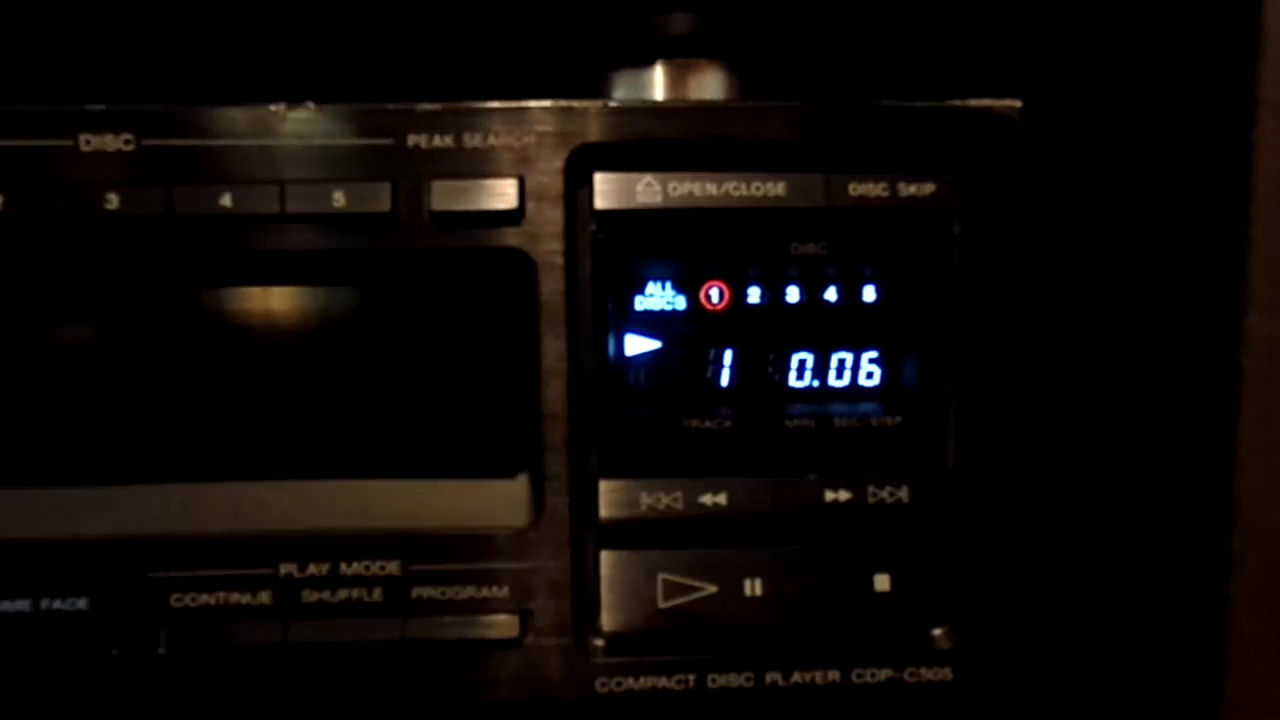 DISC PEAK SEARCH
3 4 5
OPEN/CLOSE DISC SKIP
DISC
ALL DISCS 1 2 3 4 5
1 0.06
TRACK MIN SEC/STEP
PLAY MODE
FADE CONTINUE SHUFFLE PROGRAM
COMPACT DISC PLAYER CDP-C505